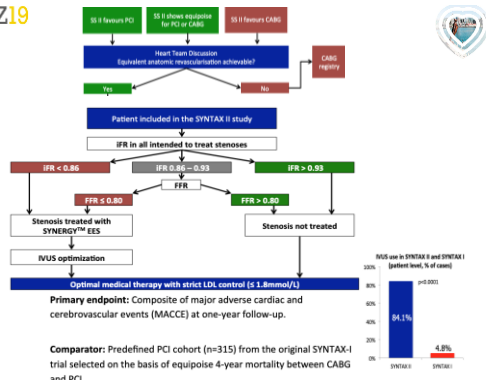 Z19
SS II favours PCI
SS II shows equipoise
for PCI or CABG
SS II favours CABG
Heart Team Discussion
Equivalent anatomic revascularisation achievable?
CABG
registry
Yes
No
Patient included in the SYNTAX II study
iFR in all intended to treat stenoses
iFR < 0.86
iFR 0.86 – 0.93
iFR > 0.93
FFR
FFR ≤ 0.80
FFR > 0.80
Stenosis treated with
SYNERGY™ EES
Stenosis not treated
IVUS optimization
Optimal medical therapy with strict LDL control (≤ 1.8mmol/L)
Primary endpoint: Composite of major adverse cardiac and
cerebrovascular events (MACCE) at one-year follow-up.
Comparator: Predefined PCI cohort (n=315) from the original SYNTAX-I
trial selected on the basis of equipoise 4-year mortality between CABG
and PCI
IVUS use in SYNTAX II and SYNTAX I
(patient level, % of cases)
100%
80%
60%
40%
20%
0%
p<0.0001
84.1%
4.8%
SYNTAX II
SYNTAX I